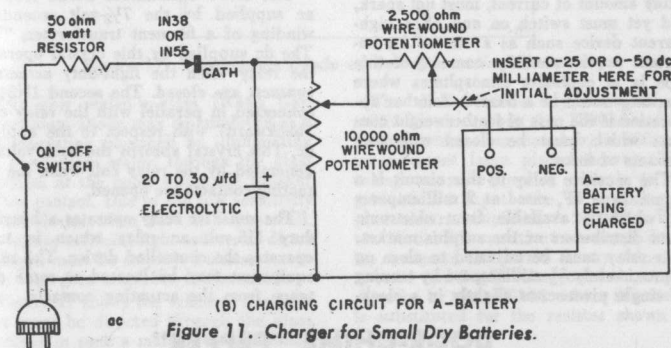 50 ohm
5 watt
RESISTOR
IN38
OR
IN55
CATH
2,500 ohm
WIREWOUND
POTENTIOMETER
INSERT 0-25 OR 0-50 dc
MILLIAMETER HERE FOR
INITIAL ADJUSTMENT
ON-OFF
SWITCH
20 TO 30 µfd
250V
ELECTROLYTIC
+
10,000 ohm
WIREWOUND
POTENTIOMETER
POS.
NEG.
A-
BATTERY
BEING
CHARGED
ac
(B) CHARGING CIRCUIT FOR A-BATTERY
Figure 11. Charger for Small Dry Batteries.